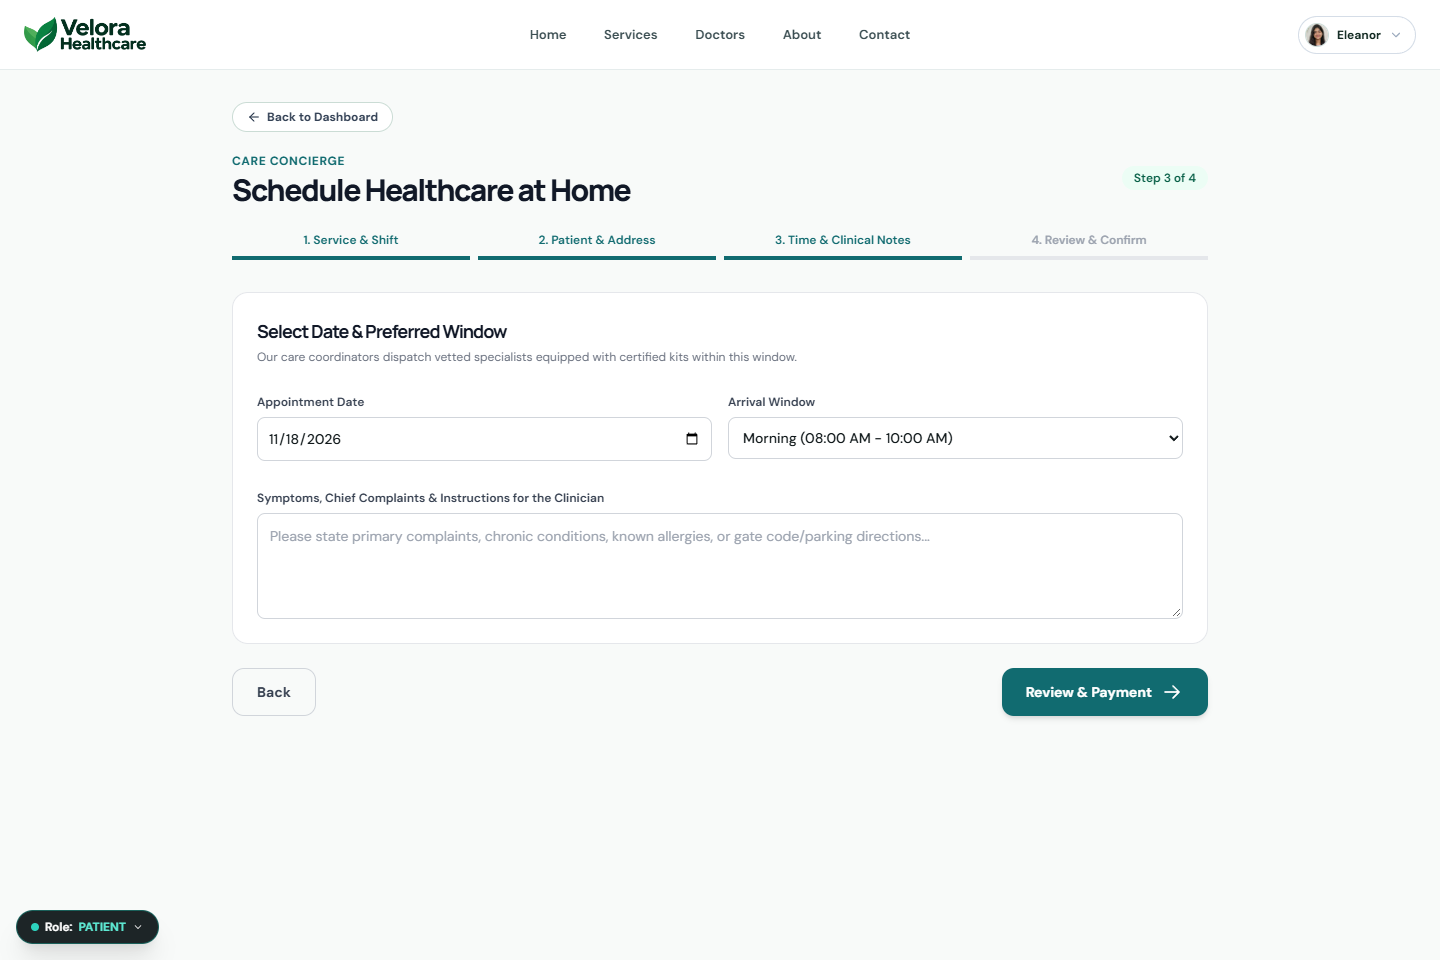 Velora
Healthcare
Home
Services
Doctors
About
Contact
Eleanor
Back to Dashboard
CARE CONCIERGE
Schedule Healthcare at Home
Step 3 of 4
1. Service & Shift
2. Patient & Address
3. Time & Clinical Notes
4. Review & Confirm
Select Date & Preferred Window
Our care coordinators dispatch vetted specialists equipped with certified kits within this window.
Appointment Date
Arrival Window
11/18/2026
Morning (08:00 AM - 10:00 AM)
Symptoms, Chief Complaints & Instructions for the Clinician
Please state primary complaints, chronic conditions, known allergies, or gate code/parking directions...
Back
Review & Payment
Role: PATIENT